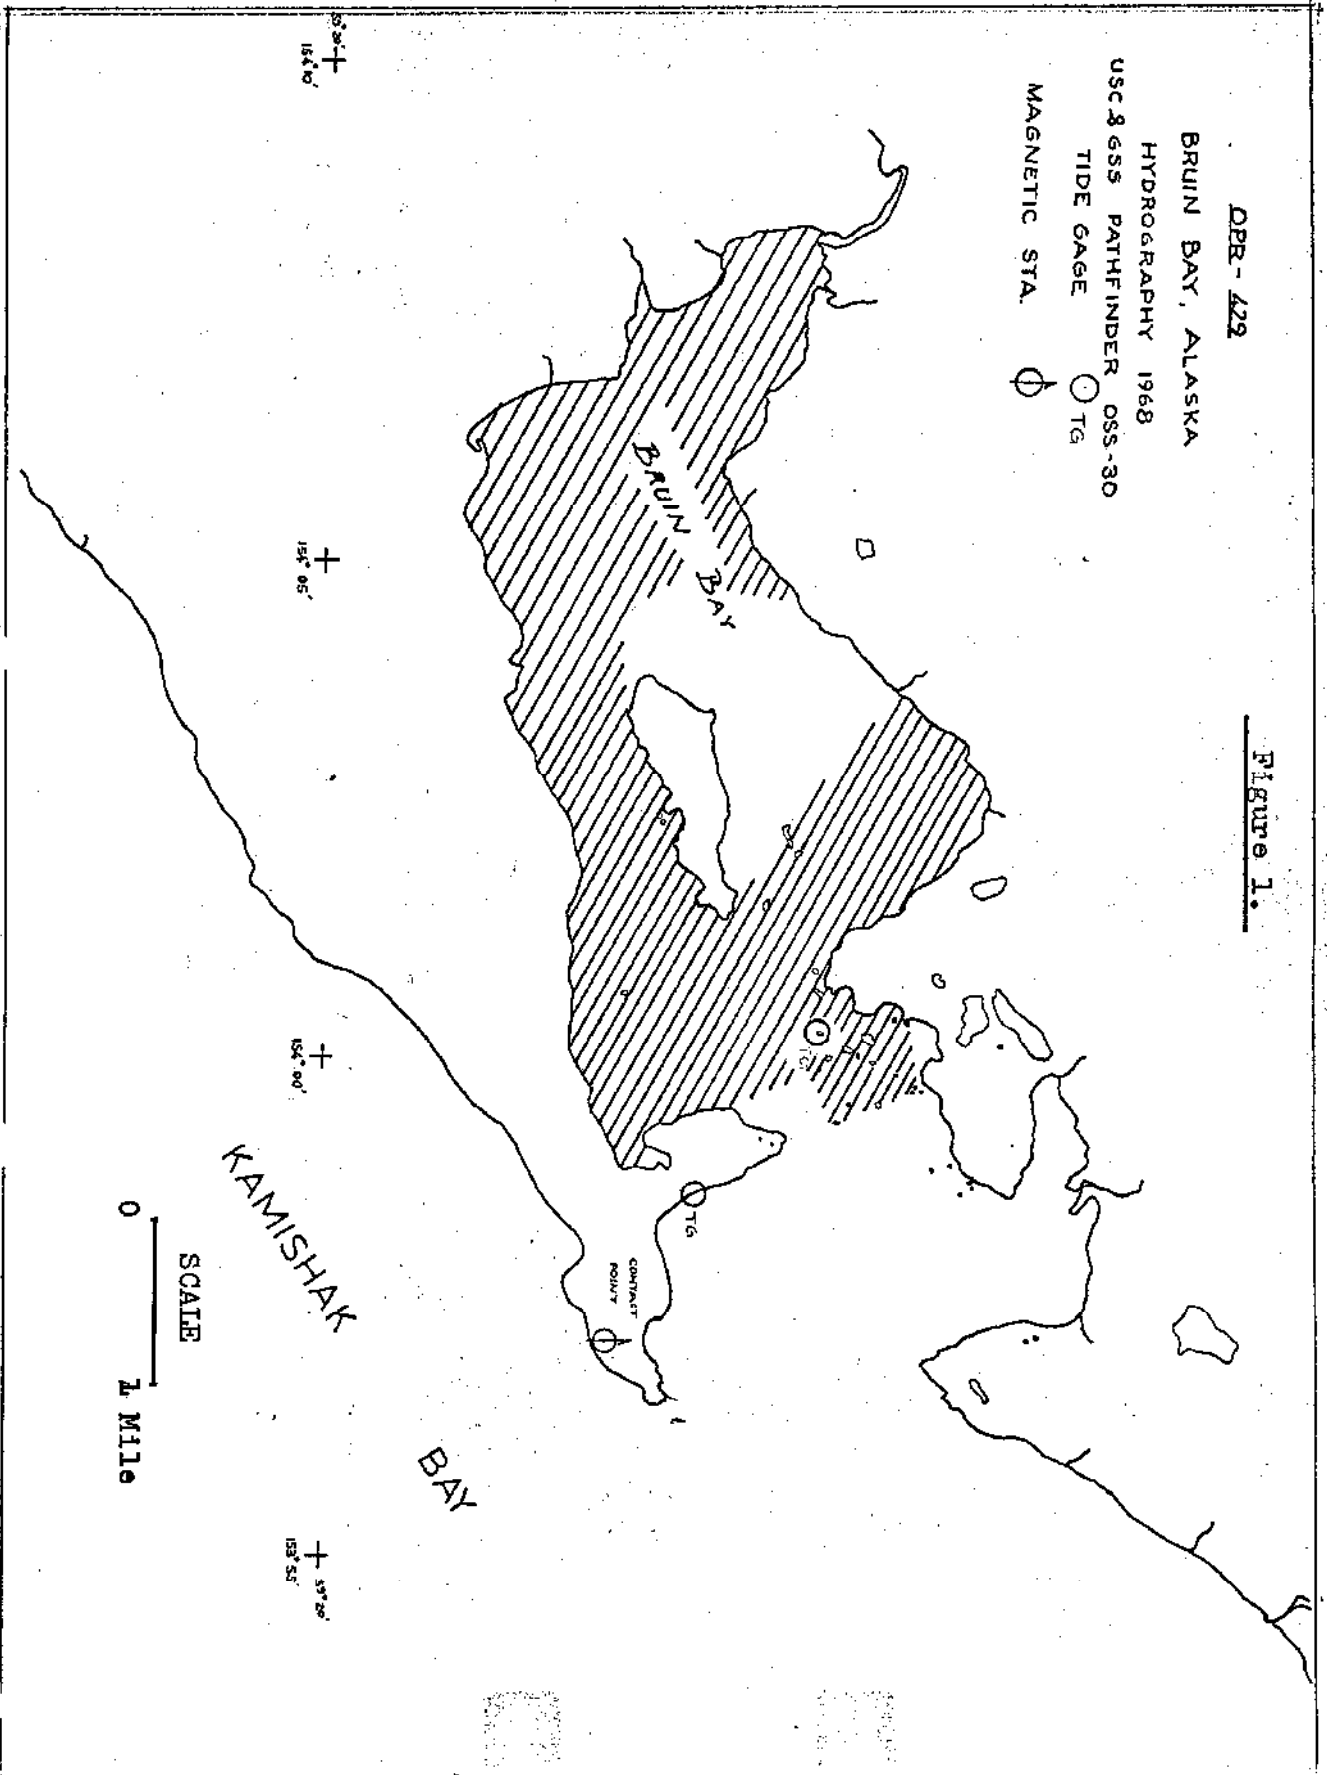 Figure 1.
OPR-429
BRUIN BAY, ALASKA
HYDROGRAPHY 1968
USC&GSS PATHFINDER OSS-30
TIDE GAGE TG
MAGNETIC STA.
BRUIN BAY
TG
TG
CONTACT
POINT
154° 10'
154° 05'
154° 00'
59° 20'
153° 55'
KAMISHAK
BAY
SCALE
0 1 Mile